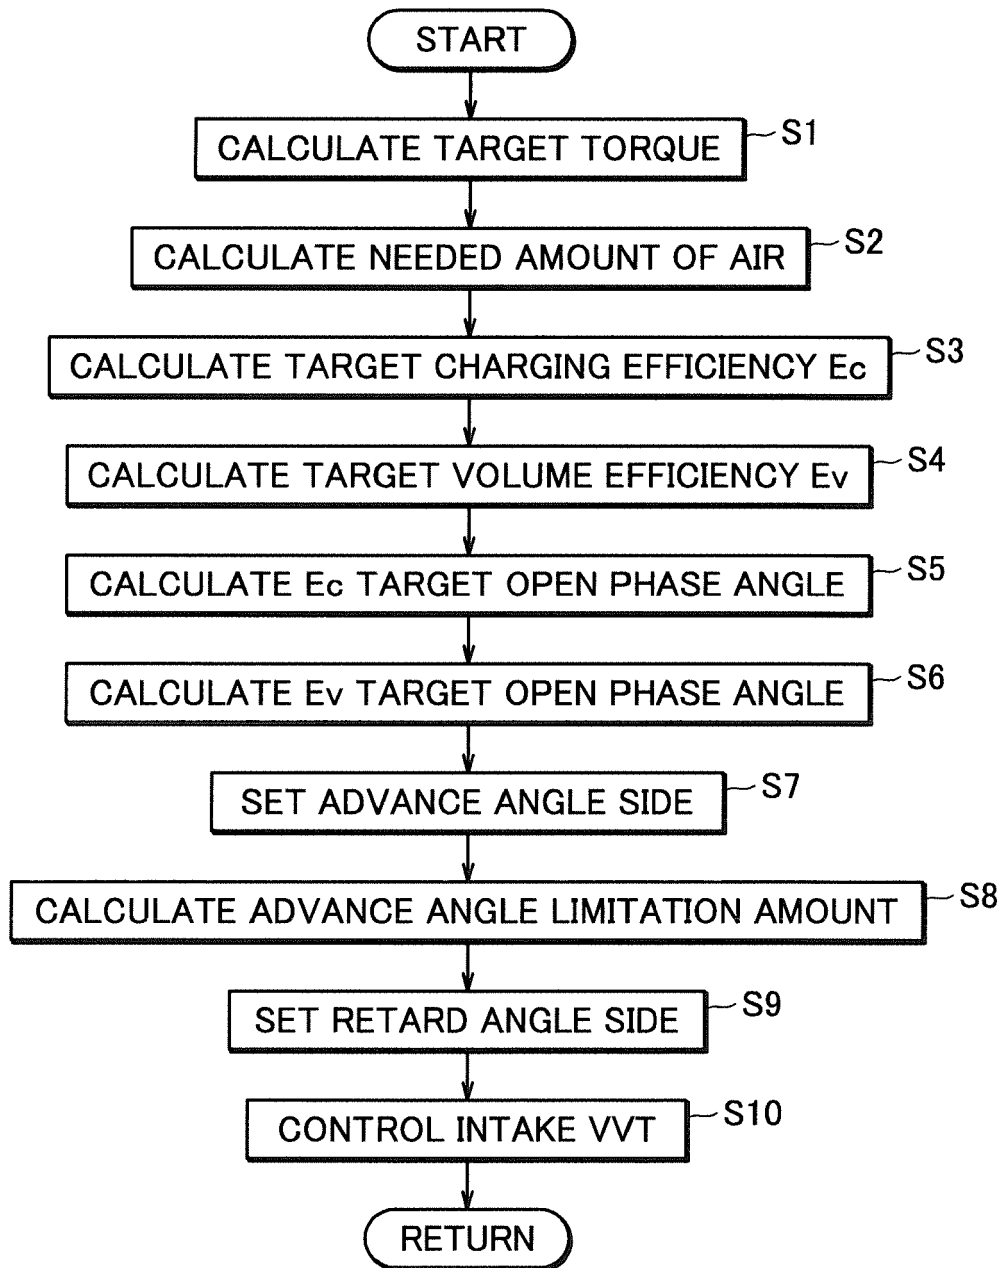 START
CALCULATE TARGET TORQUE
S1
CALCULATE NEEDED AMOUNT OF AIR
S2
CALCULATE TARGET CHARGING EFFICIENCY Ec
S3
CALCULATE TARGET VOLUME EFFICIENCY Ev
S4
CALCULATE Ec TARGET OPEN PHASE ANGLE
S5
CALCULATE Ev TARGET OPEN PHASE ANGLE
S6
SET ADVANCE ANGLE SIDE
S7
CALCULATE ADVANCE ANGLE LIMITATION AMOUNT
S8
SET RETARD ANGLE SIDE
S9
CONTROL INTAKE VVT
S10
RETURN